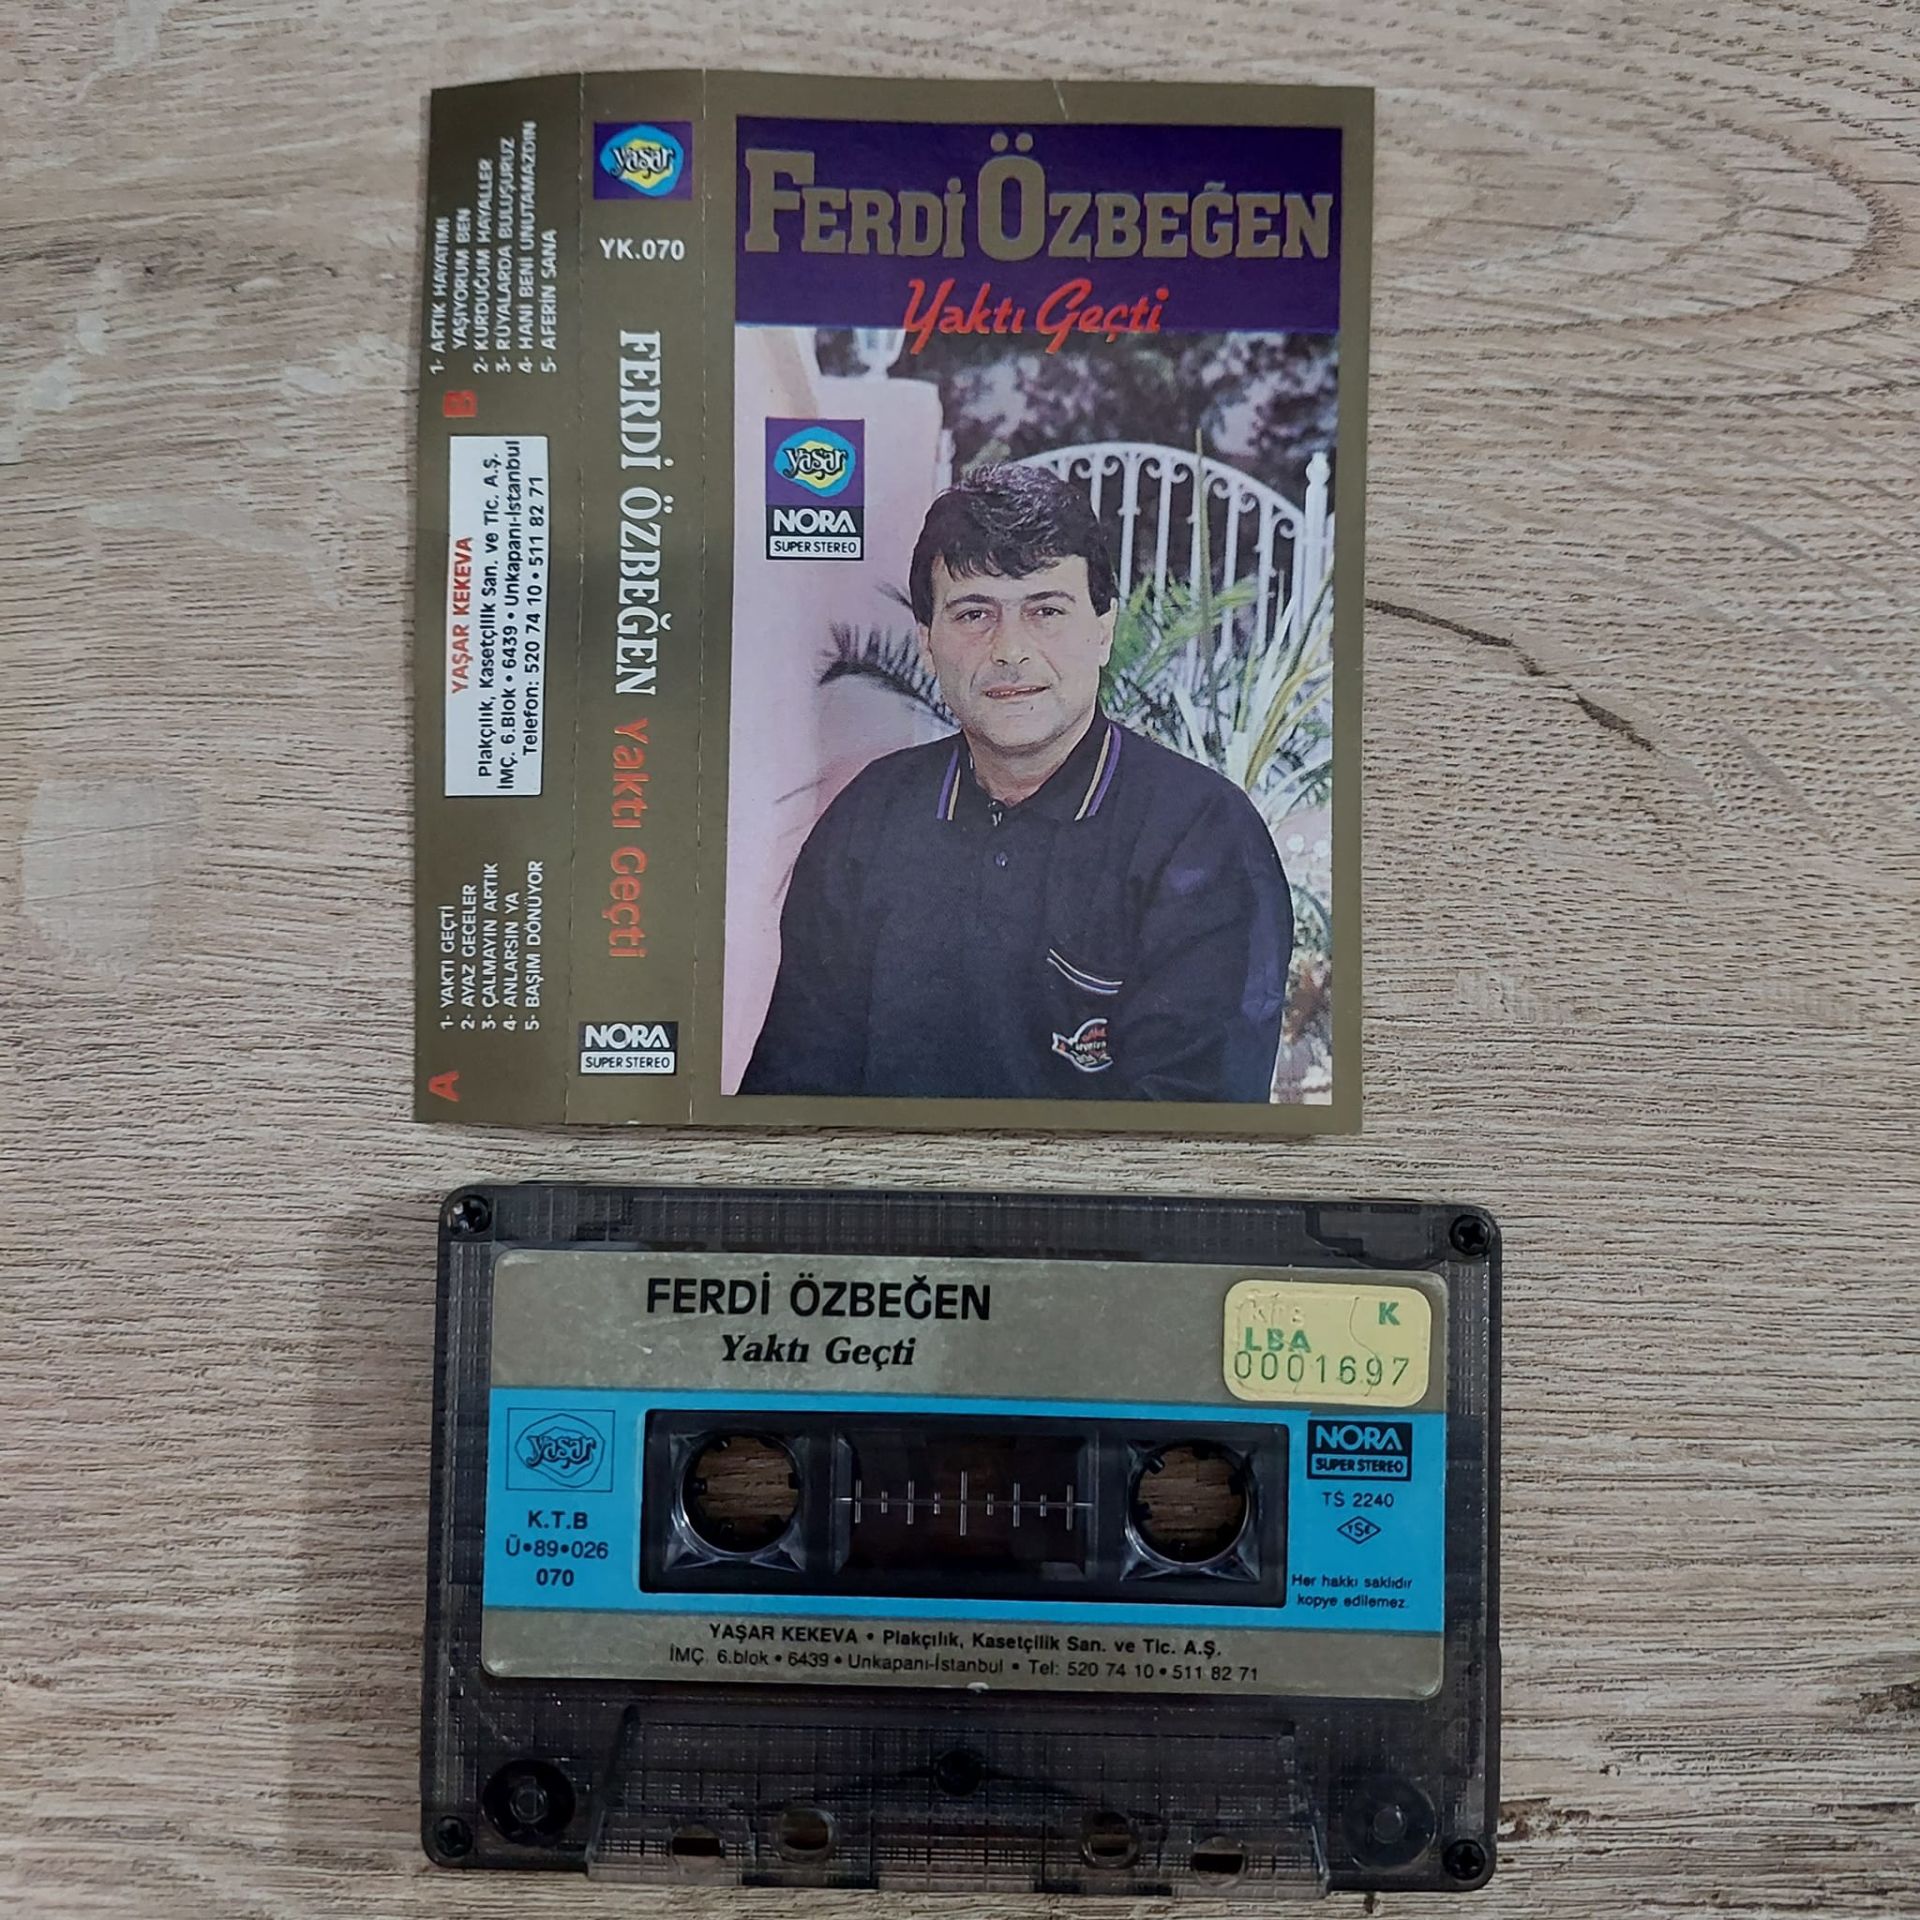 1- ARTIK HAYATIMI
YAŞIYORUM BEN
2- KURDUĞUM HAYALLER
3- RÜYALARDA BULUŞURUZ
4- HANİ BENİ UNUTAMAZDIN
5- AFERİN SANA
B
YAŞAR KEKEVA
Plakçılık, Kasetçilik San. ve Tic. A.Ş.
İMÇ. 6.Blok • 6439 • Unkapanı-İstanbul
Telefon: 520 74 10 • 511 82 71
1- YAKTI GEÇTİ
2- AYAZ GECELER
3- ÇALMAYIN ARTIK
4- ANLARSIN YA
5- BAŞIM DÖNÜYOR
A
yaşar
YK.070
FERDİ ÖZBEĞEN Yaktı Geçti
NORA
SUPER STEREO
FERDİ ÖZBEĞEN
Yaktı Geçti
yaşar
NORA
SUPER STEREO
FERDİ ÖZBEĞEN
Yaktı Geçti
K
LBA
0001697
yaşar
K.T.B
Ü•89•026
070
NORA
SUPER STEREO
TS 2240
TSE
Her hakkı saklıdır
kopye edilemez.
YAŞAR KEKEVA • Plakçılık, Kasetçilik San. ve Tic. A.Ş.
İMÇ. 6.blok • 6439 • Unkapanı-İstanbul • Tel: 520 74 10 • 511 82 71